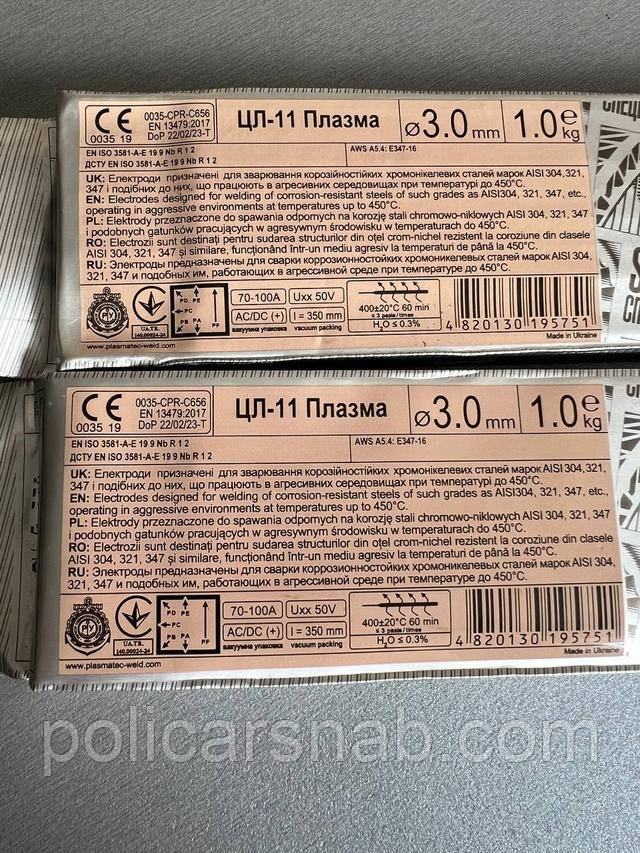 СПЕЦ
CE
0035 19
0035-CPR-C656
EN 13479:2017
DoP 22/02/23-T
ЦЛ-11 Плазма
ø3.0 mm
1.0 e kg
EN ISO 3581-A-E 19 9 Nb R 1 2
ДСТУ EN ISO 3581-A-E 19 9 Nb R 1 2
AWS A5.4: E347-16
UK: Електроди призначені для зварювання корозійностійких хромонікелевих сталей марок AISI 304, 321,
347 і подібних до них, що працюють в агресивних середовищах при температурі до 450°C.
EN: Electrodes designed for welding of corrosion-resistant steels of such grades as AISI304, 321, 347, etc.,
operating in aggressive environments at temperatures up to 450°C.
PL: Elektrody przeznaczone do spawania odpornych na korozję stali chromowo-niklowych AISI 304, 321, 347
i podobnych gatunków pracujących w agresywnym środowisku w temperaturach do 450°C.
RO: Electrozii sunt destinați pentru sudarea structurilor din oțel crom-nichel rezistent la coroziune din clasele
AISI 304, 321, 347 și similare, funcționând într-un mediu agresiv la temperaturi de până la 450°C.
RU: Электроды предназначены для сварки коррозионностойких хромоникелевых сталей марок AISI 304,
321, 347 и подобных им, работающих в агрессивной среде при температуре до 450°C.
РУ
UA.TR.
140.00024-24
PD PE
PC
PB PA PF
70-100A
Uxx 50V
AC/DC (+)
l = 350 mm
вакуумна упаковка vacuum packing
400±20°C 60 min
≤ 3 разів / times
H2O ≤ 0.3%
4 820130 195751
www.plasmatec-weld.com
Made in Ukraine
CE
0035 19
0035-CPR-C656
EN 13479:2017
DoP 22/02/23-T
ЦЛ-11 Плазма
ø3.0 mm
1.0 e kg
EN ISO 3581-A-E 19 9 Nb R 1 2
ДСТУ EN ISO 3581-A-E 19 9 Nb R 1 2
AWS A5.4: E347-16
UK: Електроди призначені для зварювання корозійностійких хромонікелевих сталей марок AISI 304, 321,
347 і подібних до них, що працюють в агресивних середовищах при температурі до 450°C.
EN: Electrodes designed for welding of corrosion-resistant steels of such grades as AISI304, 321, 347, etc.,
operating in aggressive environments at temperatures up to 450°C.
PL: Elektrody przeznaczone do spawania odpornych na korozję stali chromowo-niklowych AISI 304, 321, 347
i podobnych gatunków pracujących w agresywnym środowisku w temperaturach do 450°C.
RO: Electrozii sunt destinați pentru sudarea structurilor din oțel crom-nichel rezistent la coroziune din clasele
AISI 304, 321, 347 și similare, funcționând într-un mediu agresiv la temperaturi de până la 450°C.
RU: Электроды предназначены для сварки коррозионностойких хромоникелевых сталей марок AISI 304,
321, 347 и подобных им, работающих в агрессивной среде при температуре до 450°C.
РУ
UA.TR.
140.00024-24
PD PE
PC
PB PA PF
70-100A
Uxx 50V
AC/DC (+)
l = 350 mm
вакуумна упаковка vacuum packing
400±20°C 60 min
≤ 3 разів / times
H2O ≤ 0.3%
4 820130 195751
www.plasmatec-weld.com
Made in Ukraine
policarsnab.com